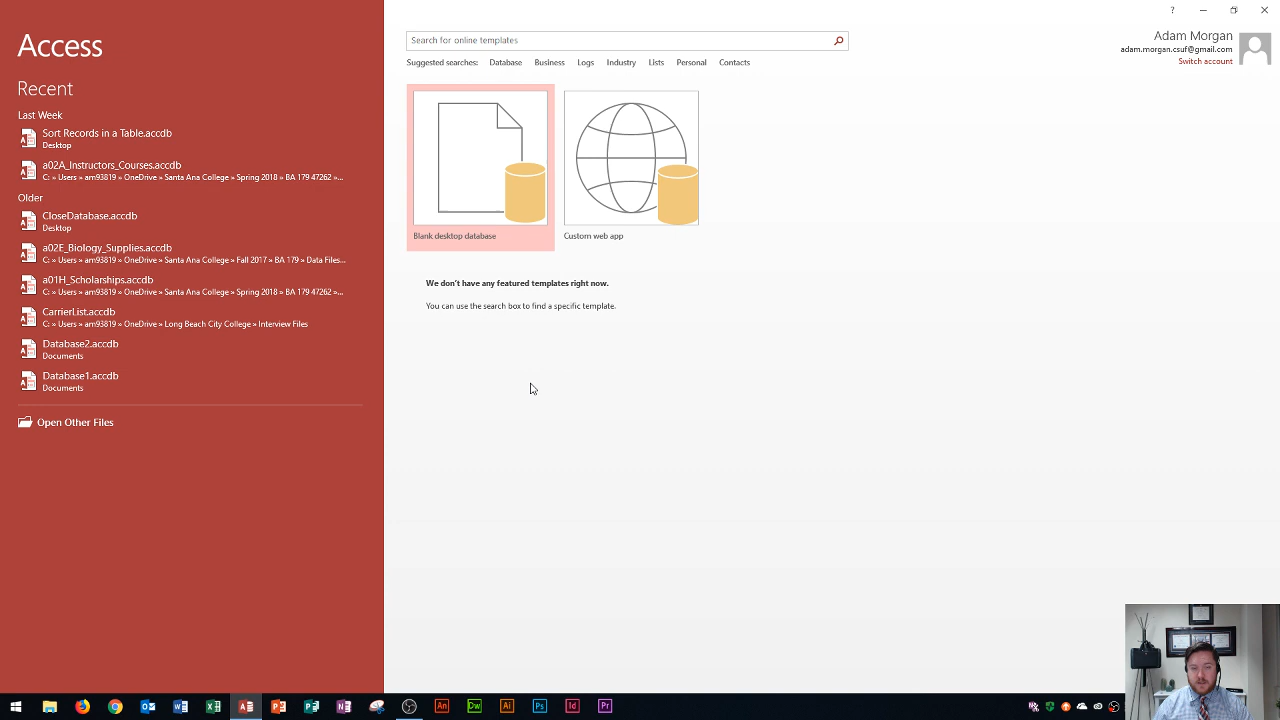 Access
Recent
Last Week
Sort Records in a Table.accdb
Desktop
a02A_Instructors_Courses.accdb
C: » Users » am93819 » OneDrive » Santa Ana College » Spring 2018 » BA 179 47262 »...
Older
CloseDatabase.accdb
Desktop
a02E_Biology_Supplies.accdb
C: » Users » am93819 » OneDrive » Santa Ana College » Fall 2017 » BA 179 » Data Files...
a01H_Scholarships.accdb
C: » Users » am93819 » OneDrive » Santa Ana College » Spring 2018 » BA 179 47262 »...
CarrierList.accdb
C: » Users » am93819 » OneDrive » Long Beach City College » Interview Files
Database2.accdb
Documents
Database1.accdb
Documents
Open Other Files
Search for online templates
Suggested searches: Database Business Logs Industry Lists Personal Contacts
Adam Morgan
adam.morgan.csuf@gmail.com
Switch account
Blank desktop database
Custom web app
We don't have any featured templates right now.
You can use the search box to find a specific template.
An Dw Ai Ps Id Pr